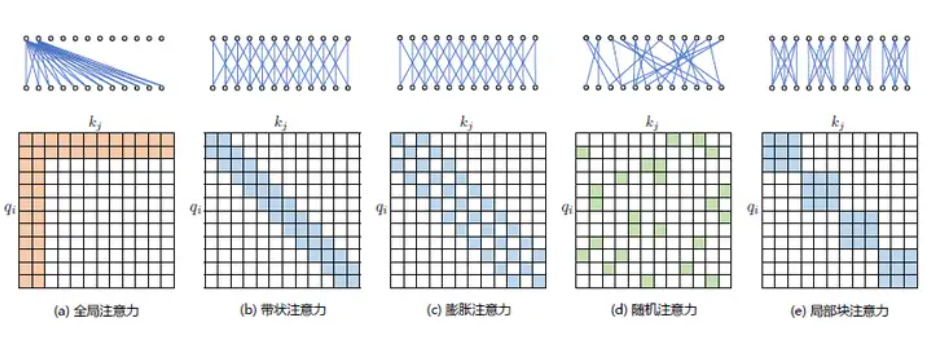 k_j
k_j
k_j
k_j
k_j
q_i
q_i
q_i
q_i
q_i
(a) 全局注意力
(b) 带状注意力
(c) 膨胀注意力
(d) 随机注意力
(e) 局部块注意力